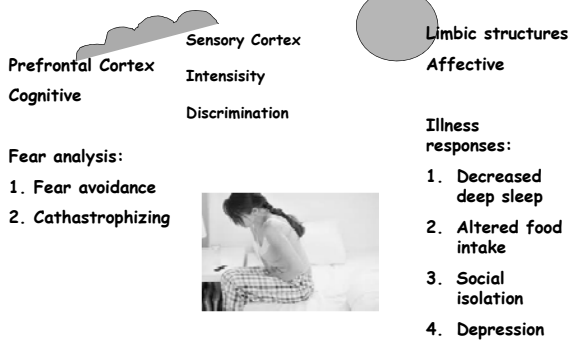 Prefrontal Cortex
Cognitive
Fear analysis:
1. Fear avoidance
2. Cathastrophizing
Sensory Cortex
Intensisity
Discrimination
Limbic structures
Affective
Illness
responses:
1. Decreased
deep sleep
2. Altered food
intake
3. Social
isolation
4. Depression